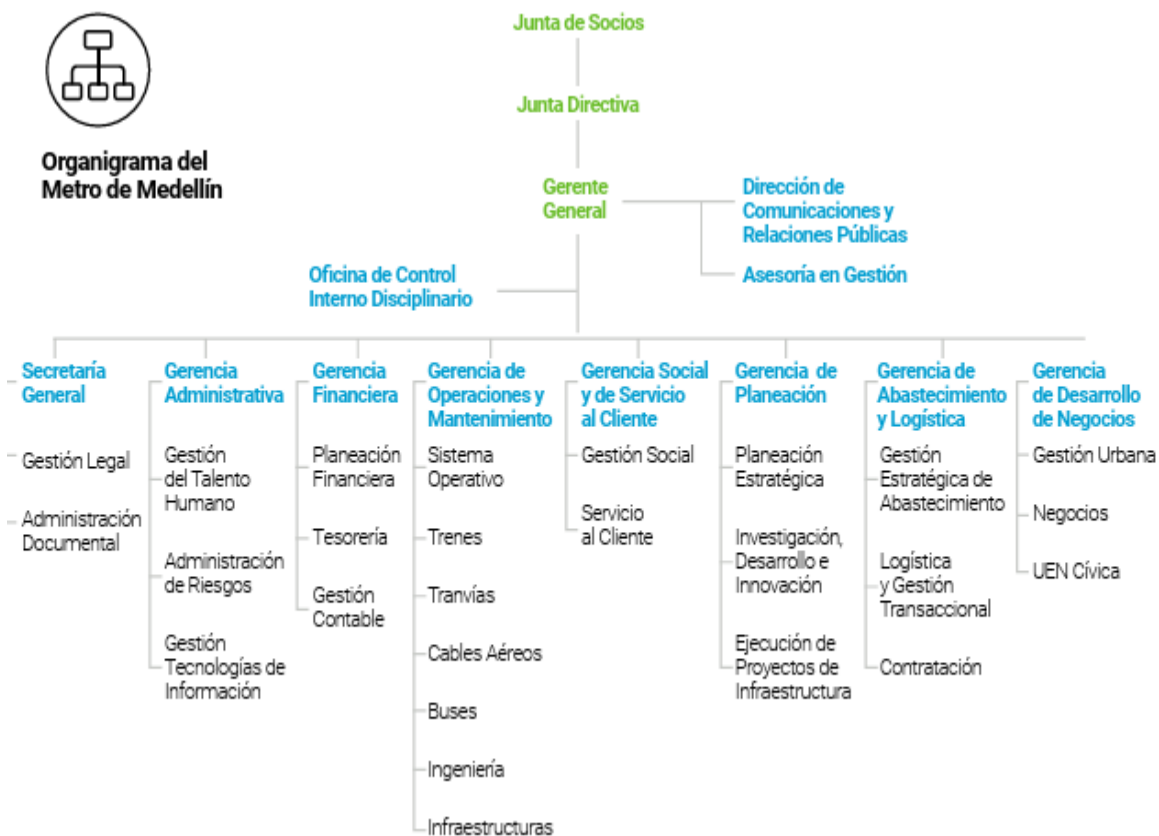 Junta de Socios
Junta Directiva
Organigrama del
Metro de Medellín
Gerente
General
Dirección de
Comunicaciones y
Relaciones Públicas
Asesoría en Gestión
Oficina de Control
Interno Disciplinario
Secretaría
General
Gestión Legal
Administración
Documental
Gerencia
Administrativa
Gestión
del Talento
Humano
Administración
de Riesgos
Gestión
Tecnologías de
Información
Gerencia
Financiera
Planeación
Financiera
Tesorería
Gestión
Contable
Gerencia de
Operaciones y
Mantenimiento
Sistema
Operativo
Trenes
Tranvías
Cables Aéreos
Buses
Ingeniería
Infraestructuras
Gerencia Social
y de Servicio
al Cliente
Gestión Social
Servicio
al Cliente
Gerencia de
Planeación
Planeación
Estratégica
Investigación,
Desarrollo e
Innovación
Ejecución de
Proyectos de
Infraestructura
Gerencia de
Abastecimiento
y Logística
Gestión
Estratégica de
Abastecimiento
Logística
y Gestión
Transaccional
Contratación
Gerencia
de Desarrollo
de Negocios
Gestión Urbana
Negocios
UEN Cívica